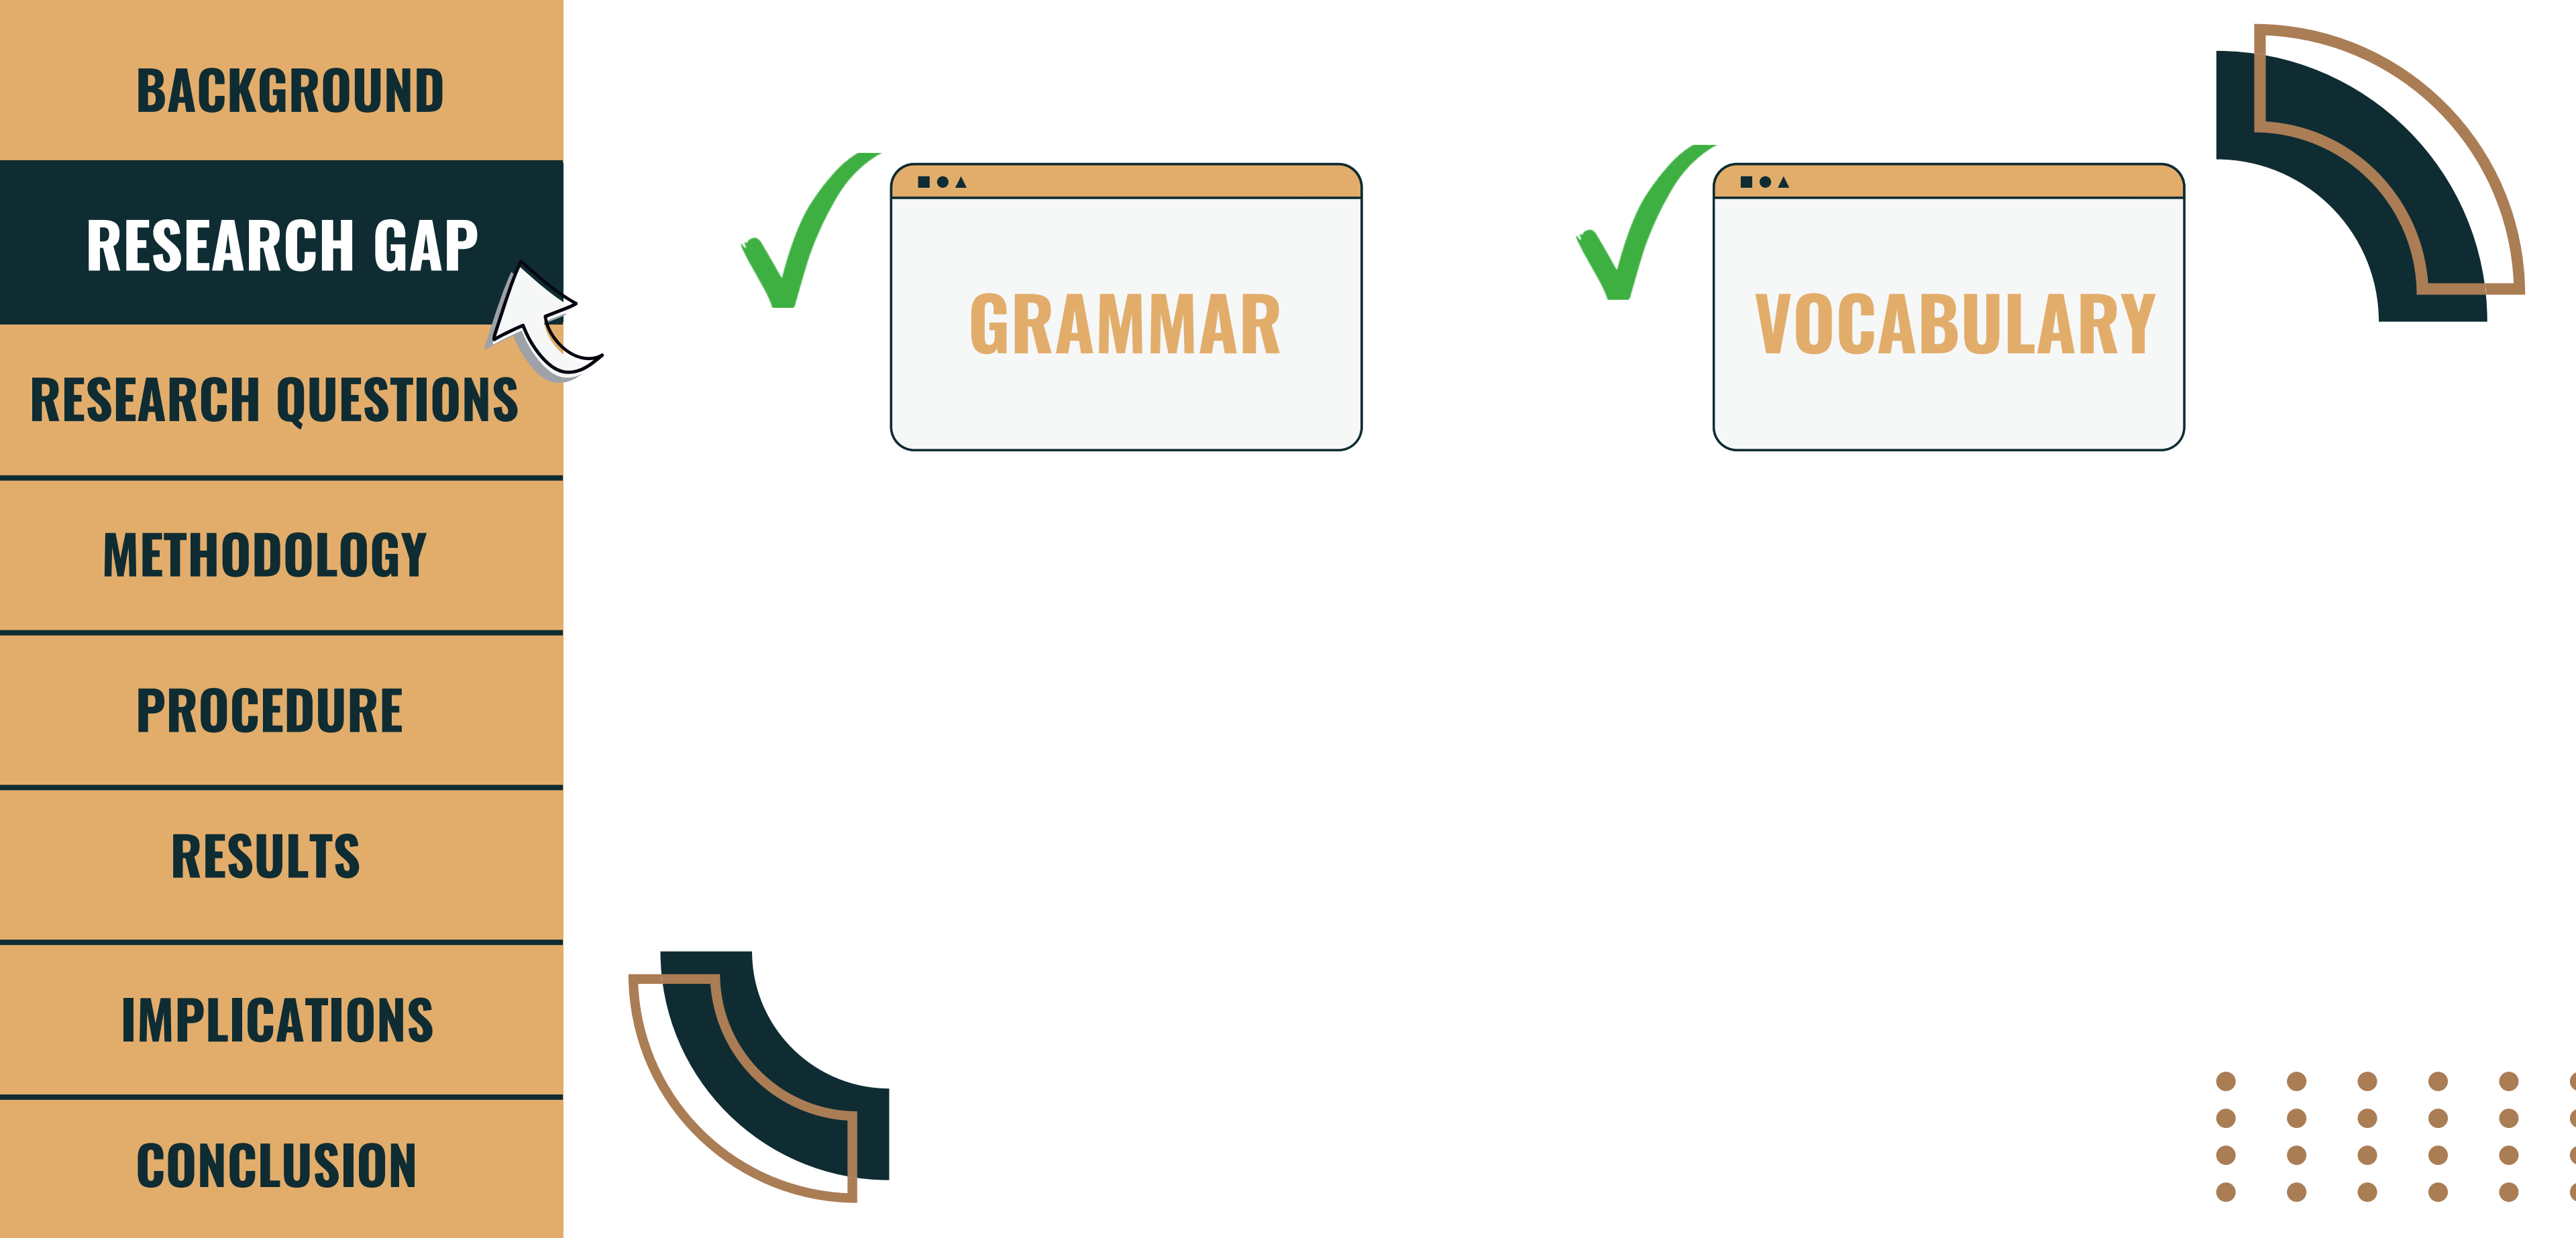 BACKGROUND
RESEARCH GAP
RESEARCH QUESTIONS
METHODOLOGY
PROCEDURE
RESULTS
IMPLICATIONS
CONCLUSION
GRAMMAR
VOCABULARY